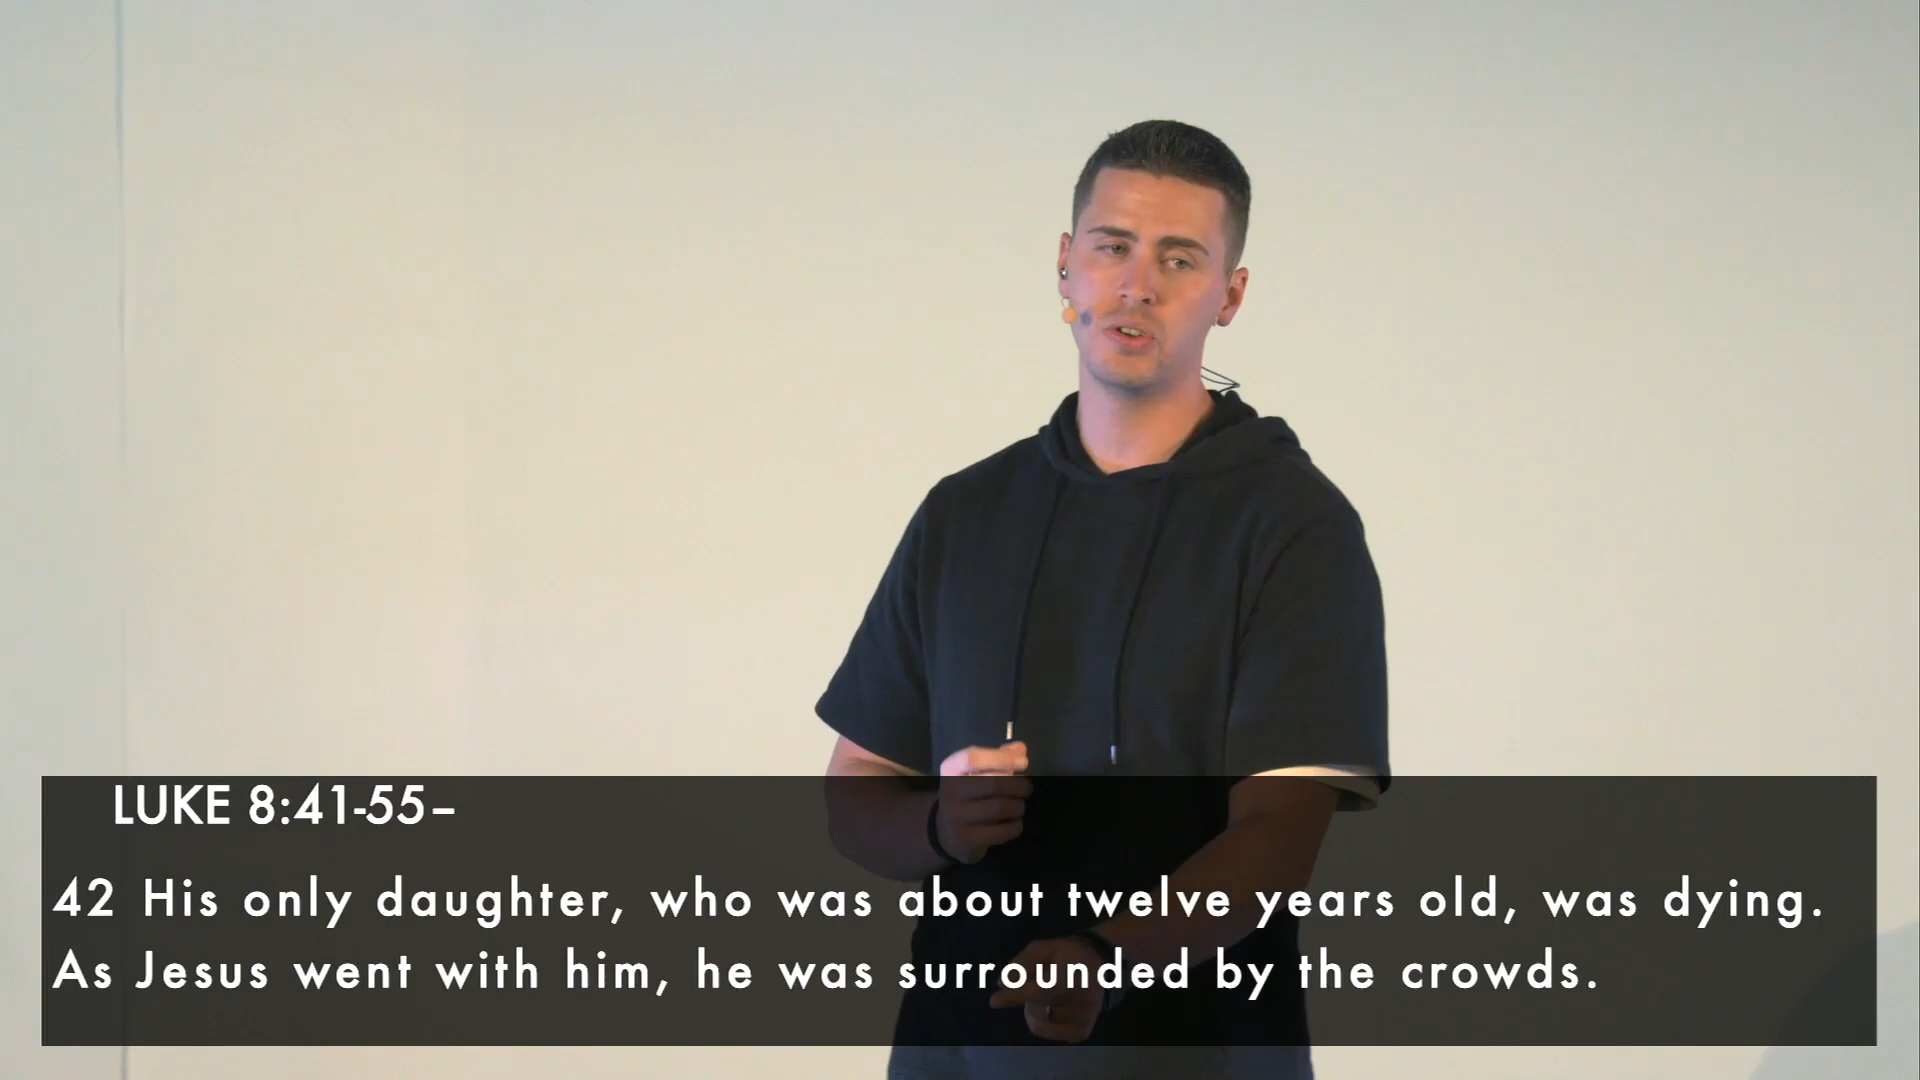 LUKE 8:41-55–
42 His only daughter, who was about twelve years old, was dying.
As Jesus went with him, he was surrounded by the crowds.